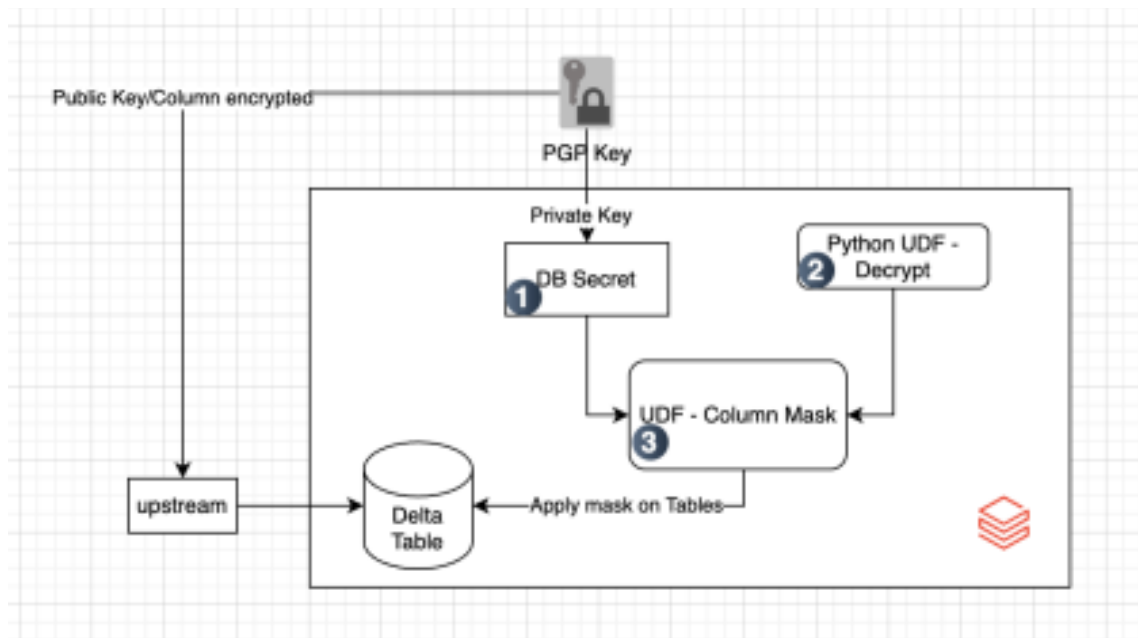 Public Key/Column encrypted
PGP Key
Private Key
DB Secret
1
Python UDF -
Decrypt
2
UDF - Column Mask
3
upstream
Delta
Table
Apply mask on Tables